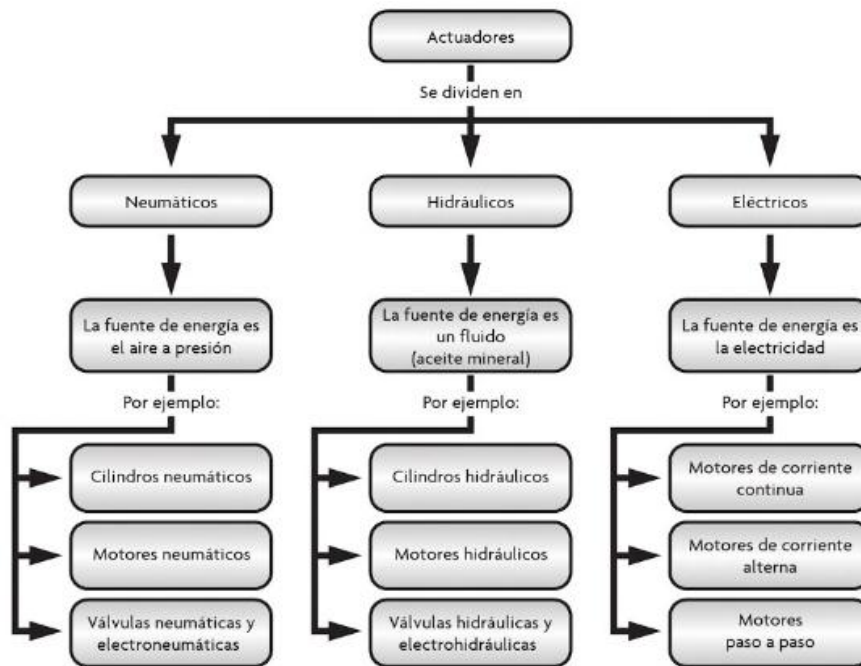 Actuadores
Se dividen en
Neumáticos
Hidráulicos
Eléctricos
La fuente de energía es
el aire a presión
La fuente de energía es
un fluido
(aceite mineral)
La fuente de energía es
la electricidad
Por ejemplo:
Por ejemplo:
Por ejemplo:
Cilindros neumáticos
Cilindros hidráulicos
Motores de corriente
continua
Motores neumáticos
Motores hidráulicos
Motores de corriente
alterna
Válvulas neumáticas y
electroneumáticas
Válvulas hidráulicas y
electrohidráulicas
Motores
paso a paso